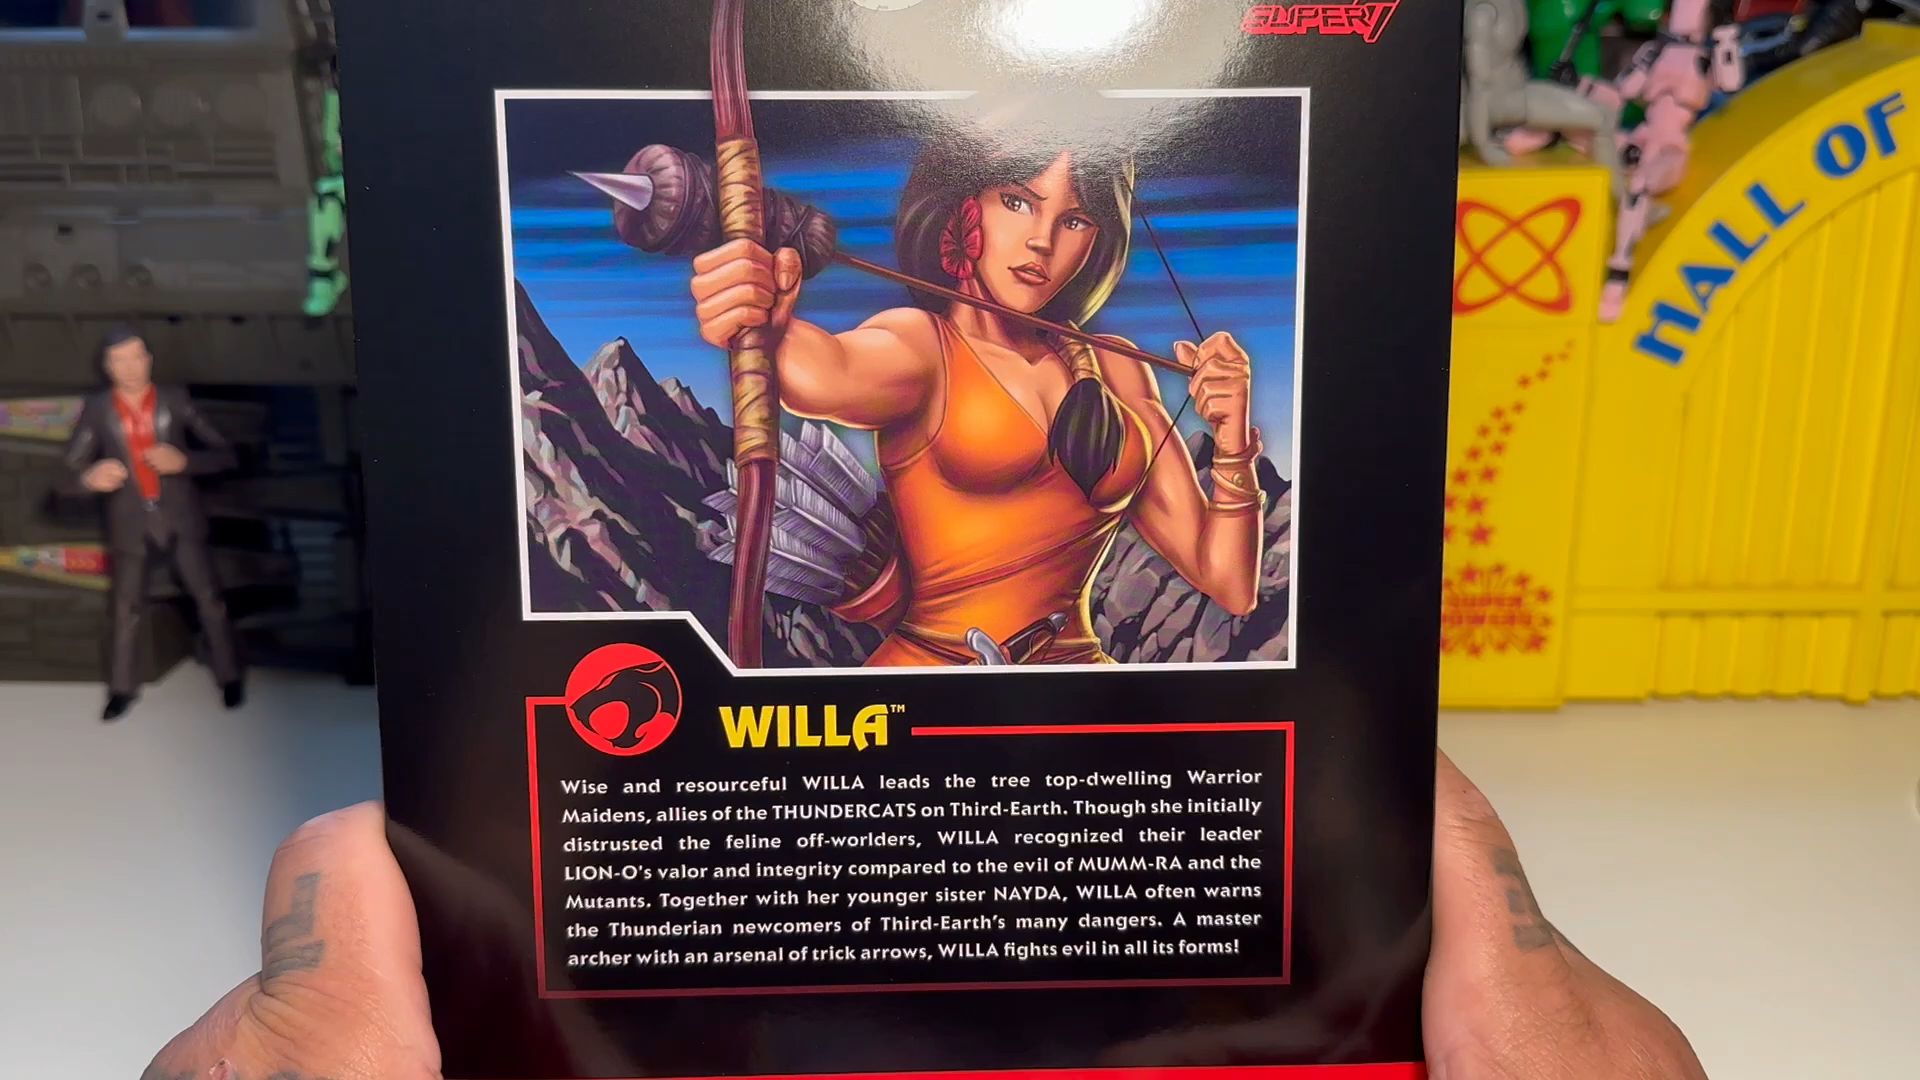 SUPER7
HALL OF
WILLA™
Wise and resourceful WILLA leads the tree top-dwelling Warrior
Maidens, allies of the THUNDERCATS on Third-Earth. Though she initially
distrusted the feline off-worlders, WILLA recognized their leader
LION-O's valor and integrity compared to the evil of MUMM-RA and the
Mutants. Together with her younger sister NAYDA, WILLA often warns
the Thunderian newcomers of Third-Earth's many dangers. A master
archer with an arsenal of trick arrows, WILLA fights evil in all its forms!
SUPER
POWERS